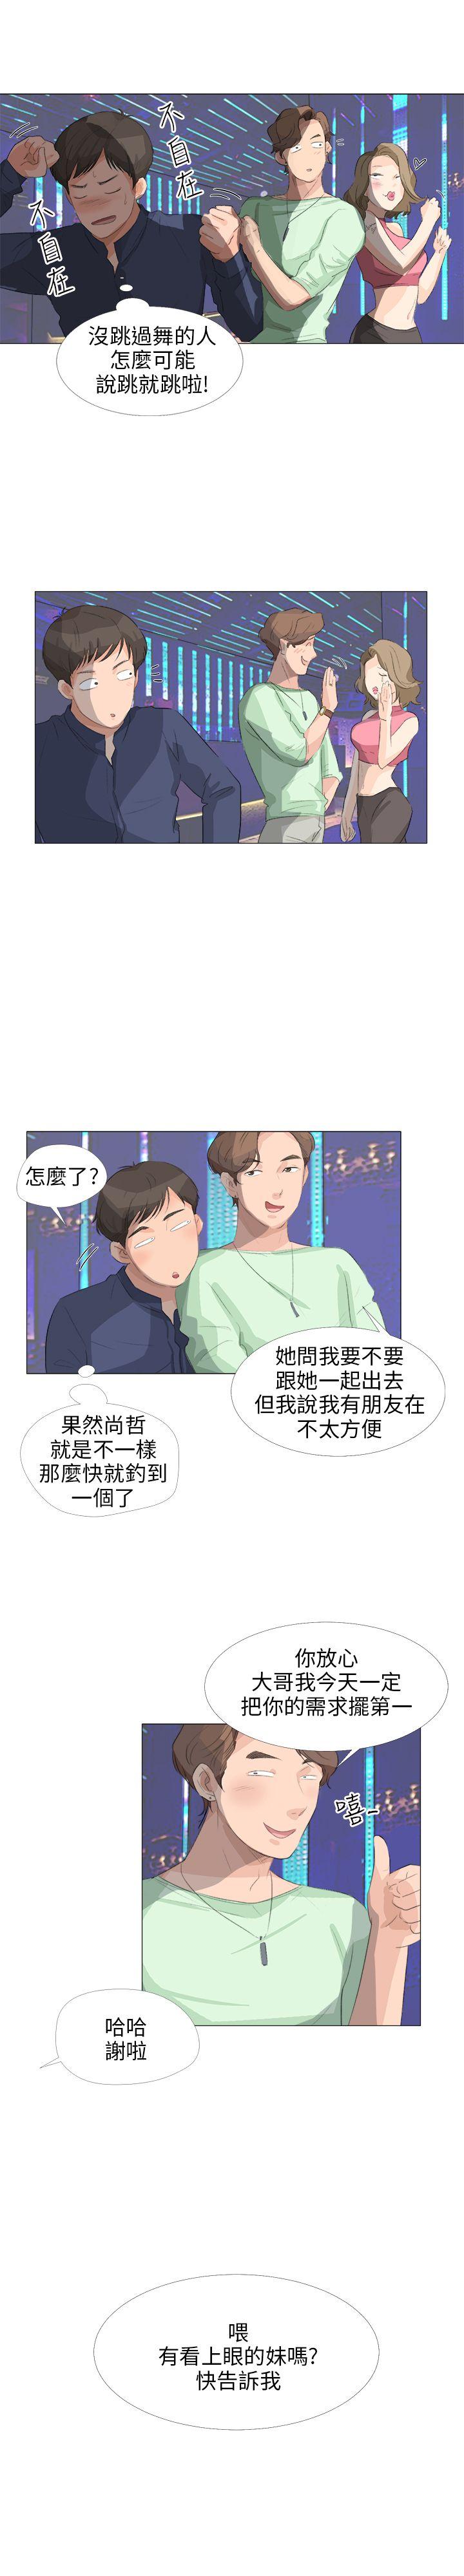 不自在
不自在
沒跳過舞的人
怎麼可能
說跳就跳啦!
怎麼了?
她問我要不要
跟她一起出去
但我說我有朋友在
不太方便
果然尚哲
就是不一樣
那麼快就釣到
一個了
你放心
大哥我今天一定
把你的需求擺第一
嘻~
哈哈
謝啦
喂
有看上眼的妹嗎?
快告訴我